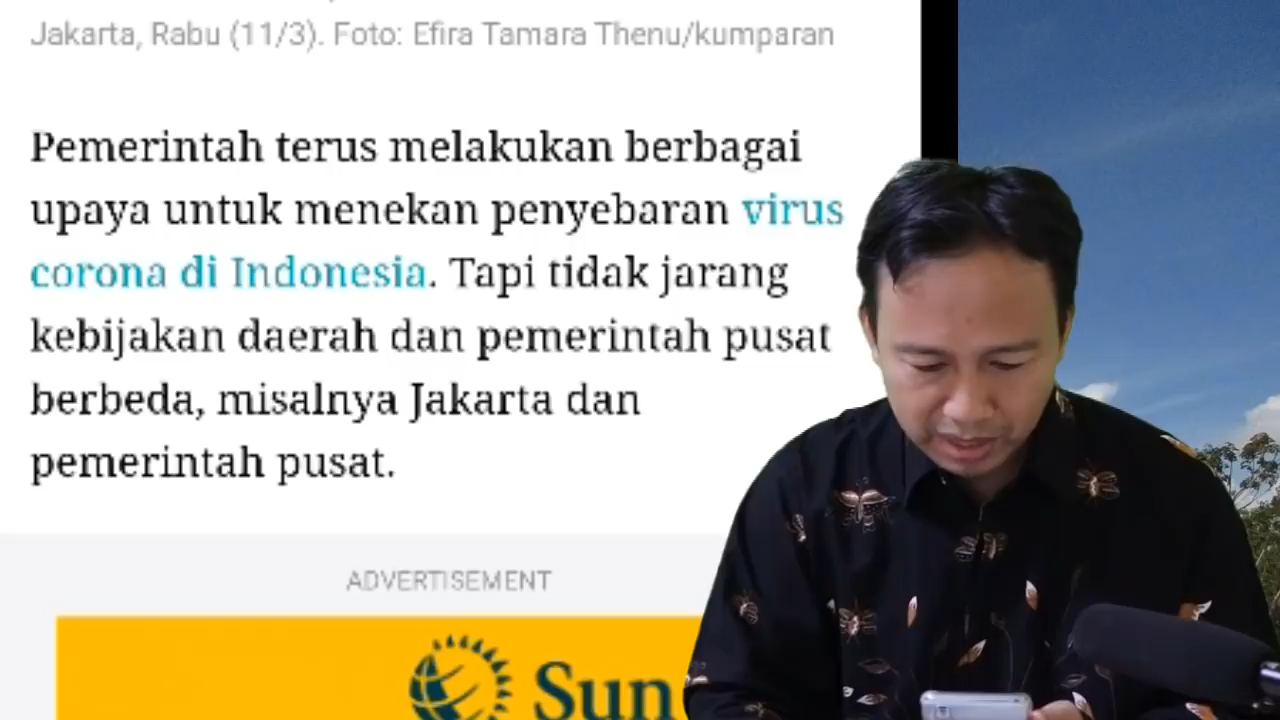 Jakarta, Rabu (11/3). Foto: Efira Tamara Thenu/kumparan
Pemerintah terus melakukan berbagai
upaya untuk menekan penyebaran virus
corona di Indonesia. Tapi tidak jarang
kebijakan daerah dan pemerintah pusat
berbeda, misalnya Jakarta dan
pemerintah pusat.
ADVERTISEMENT
Sun